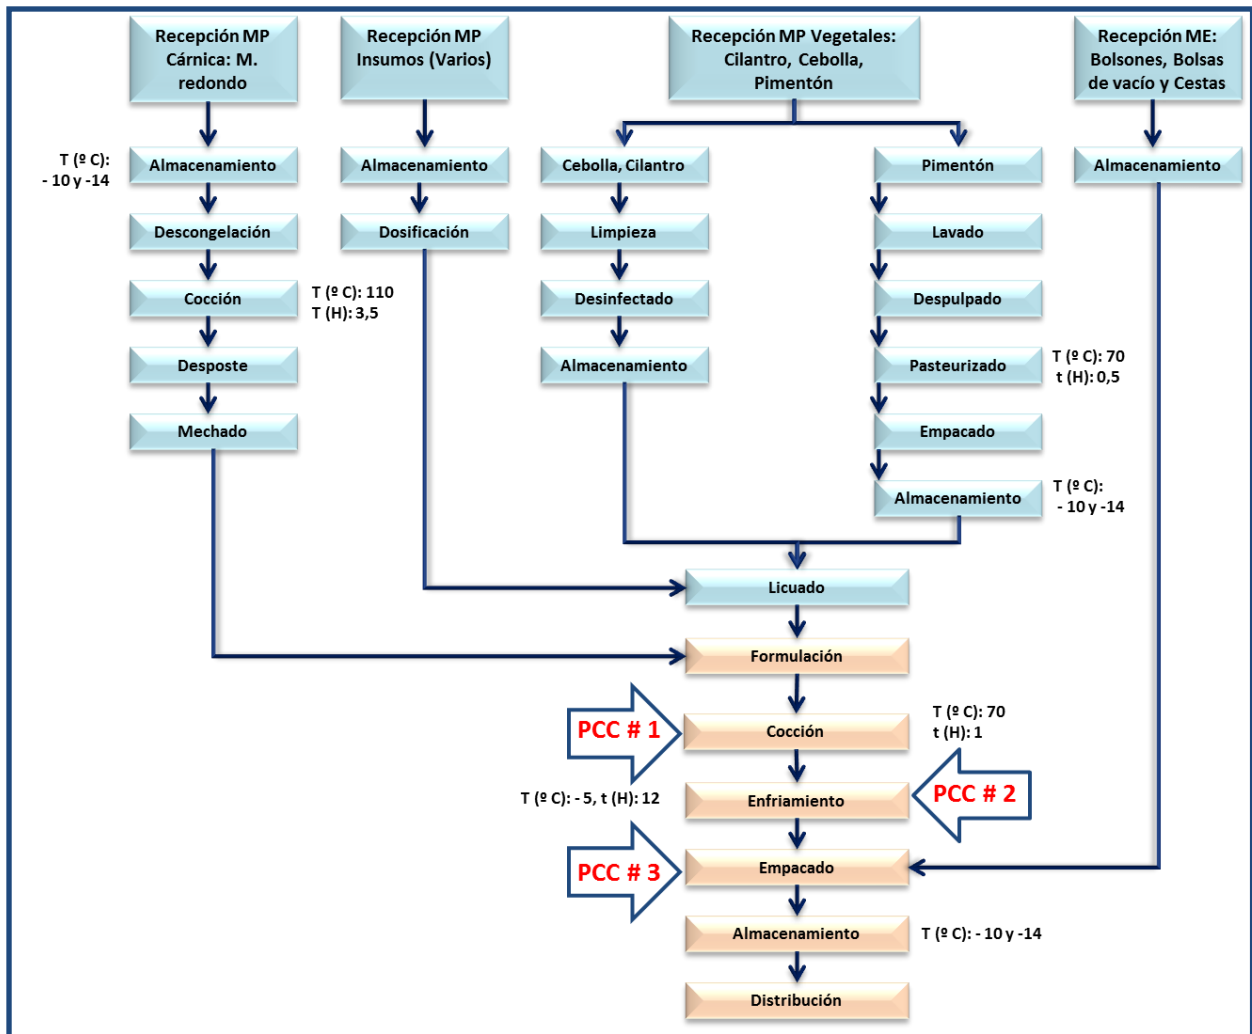 Recepción MP
Cárnica: M.
redondo
Recepción MP
Insumos (Varios)
Recepción MP Vegetales:
Cilantro, Cebolla,
Pimentón
Recepción ME:
Bolsones, Bolsas
de vacío y Cestas
T (º C):
- 10 y -14
Almacenamiento
Almacenamiento
Cebolla, Cilantro
Pimentón
Almacenamiento
Descongelación
Dosificación
Limpieza
Lavado
Cocción
T (º C): 110
T (H): 3,5
Desinfectado
Despulpado
Desposte
Almacenamiento
Pasteurizado
T (º C): 70
t (H): 0,5
Mechado
Empacado
Almacenamiento
T (º C):
- 10 y -14
Licuado
Formulación
PCC # 1
Cocción
T (º C): 70
t (H): 1
T (º C): - 5, t (H): 12
Enfriamiento
PCC # 2
PCC # 3
Empacado
Almacenamiento
T (º C): - 10 y -14
Distribución